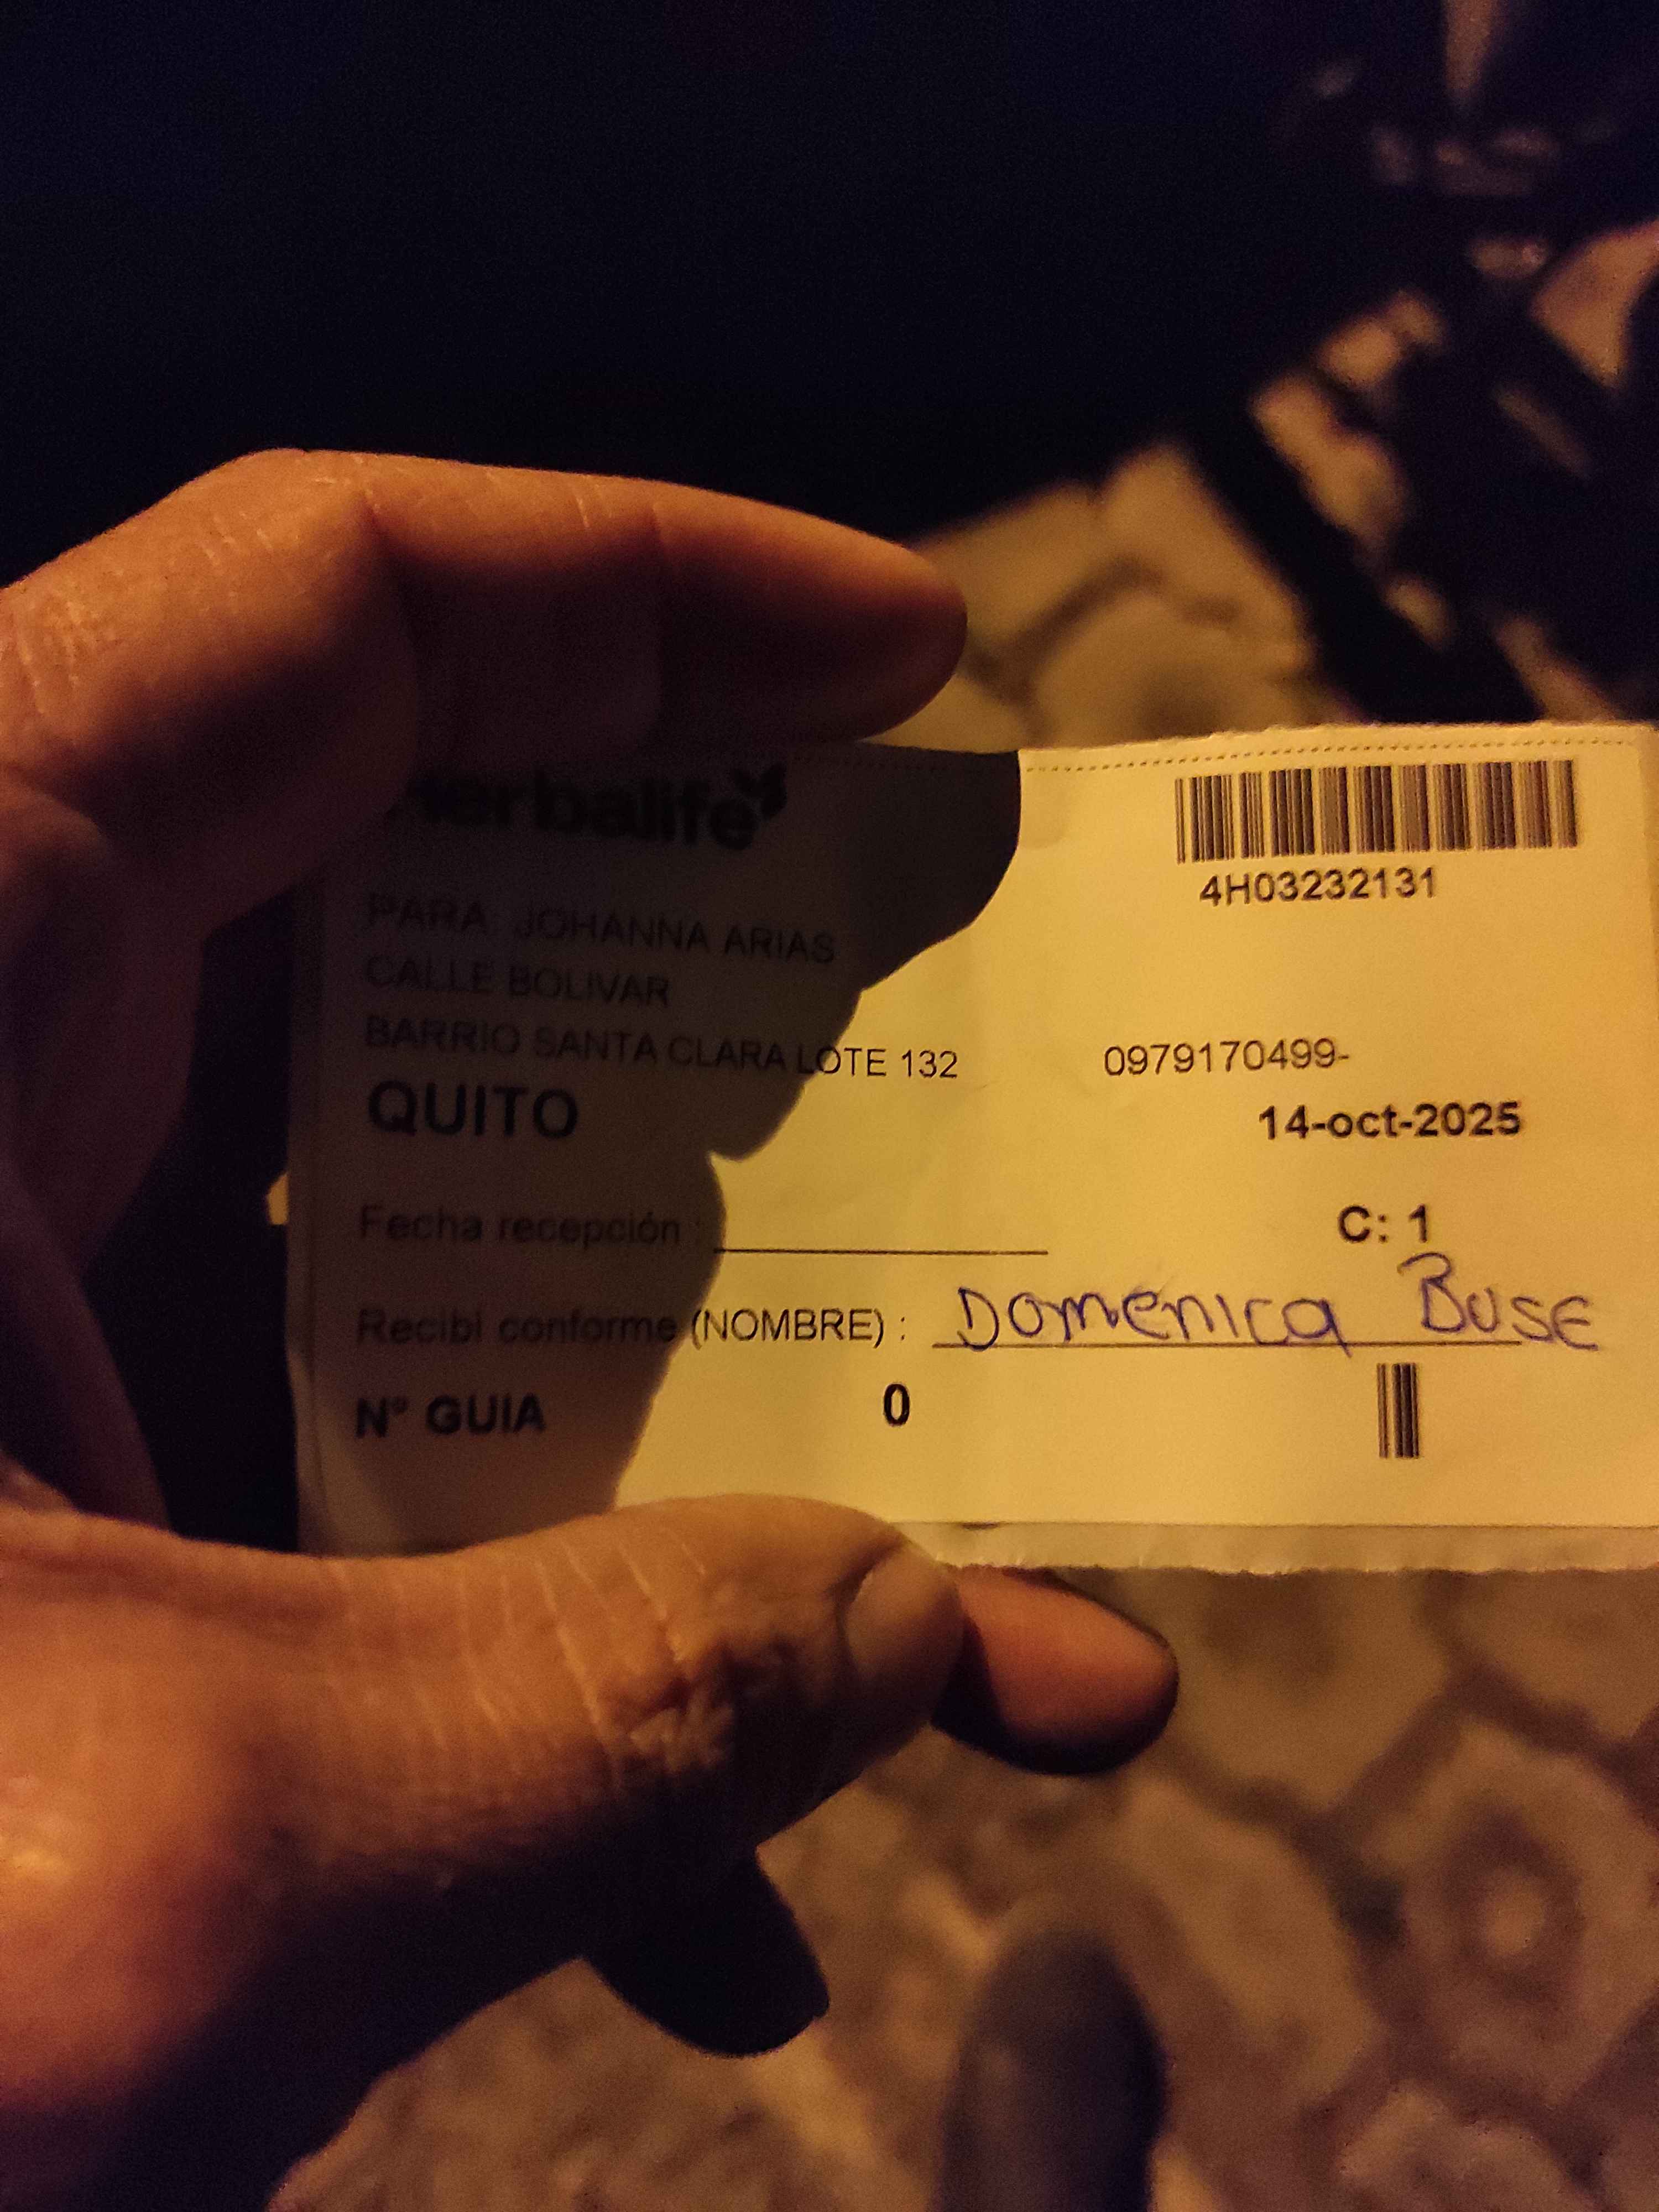 Herbalife
4H03232131
PARA: JOHANNA ARIAS
CALLE BOLIVAR
BARRIO SANTA CLARA LOTE 132 0979170499-
QUITO 14-oct-2025
Fecha recepción : C: 1
Recibi conforme (NOMBRE) : Domenica Buse
N° GUIA 0